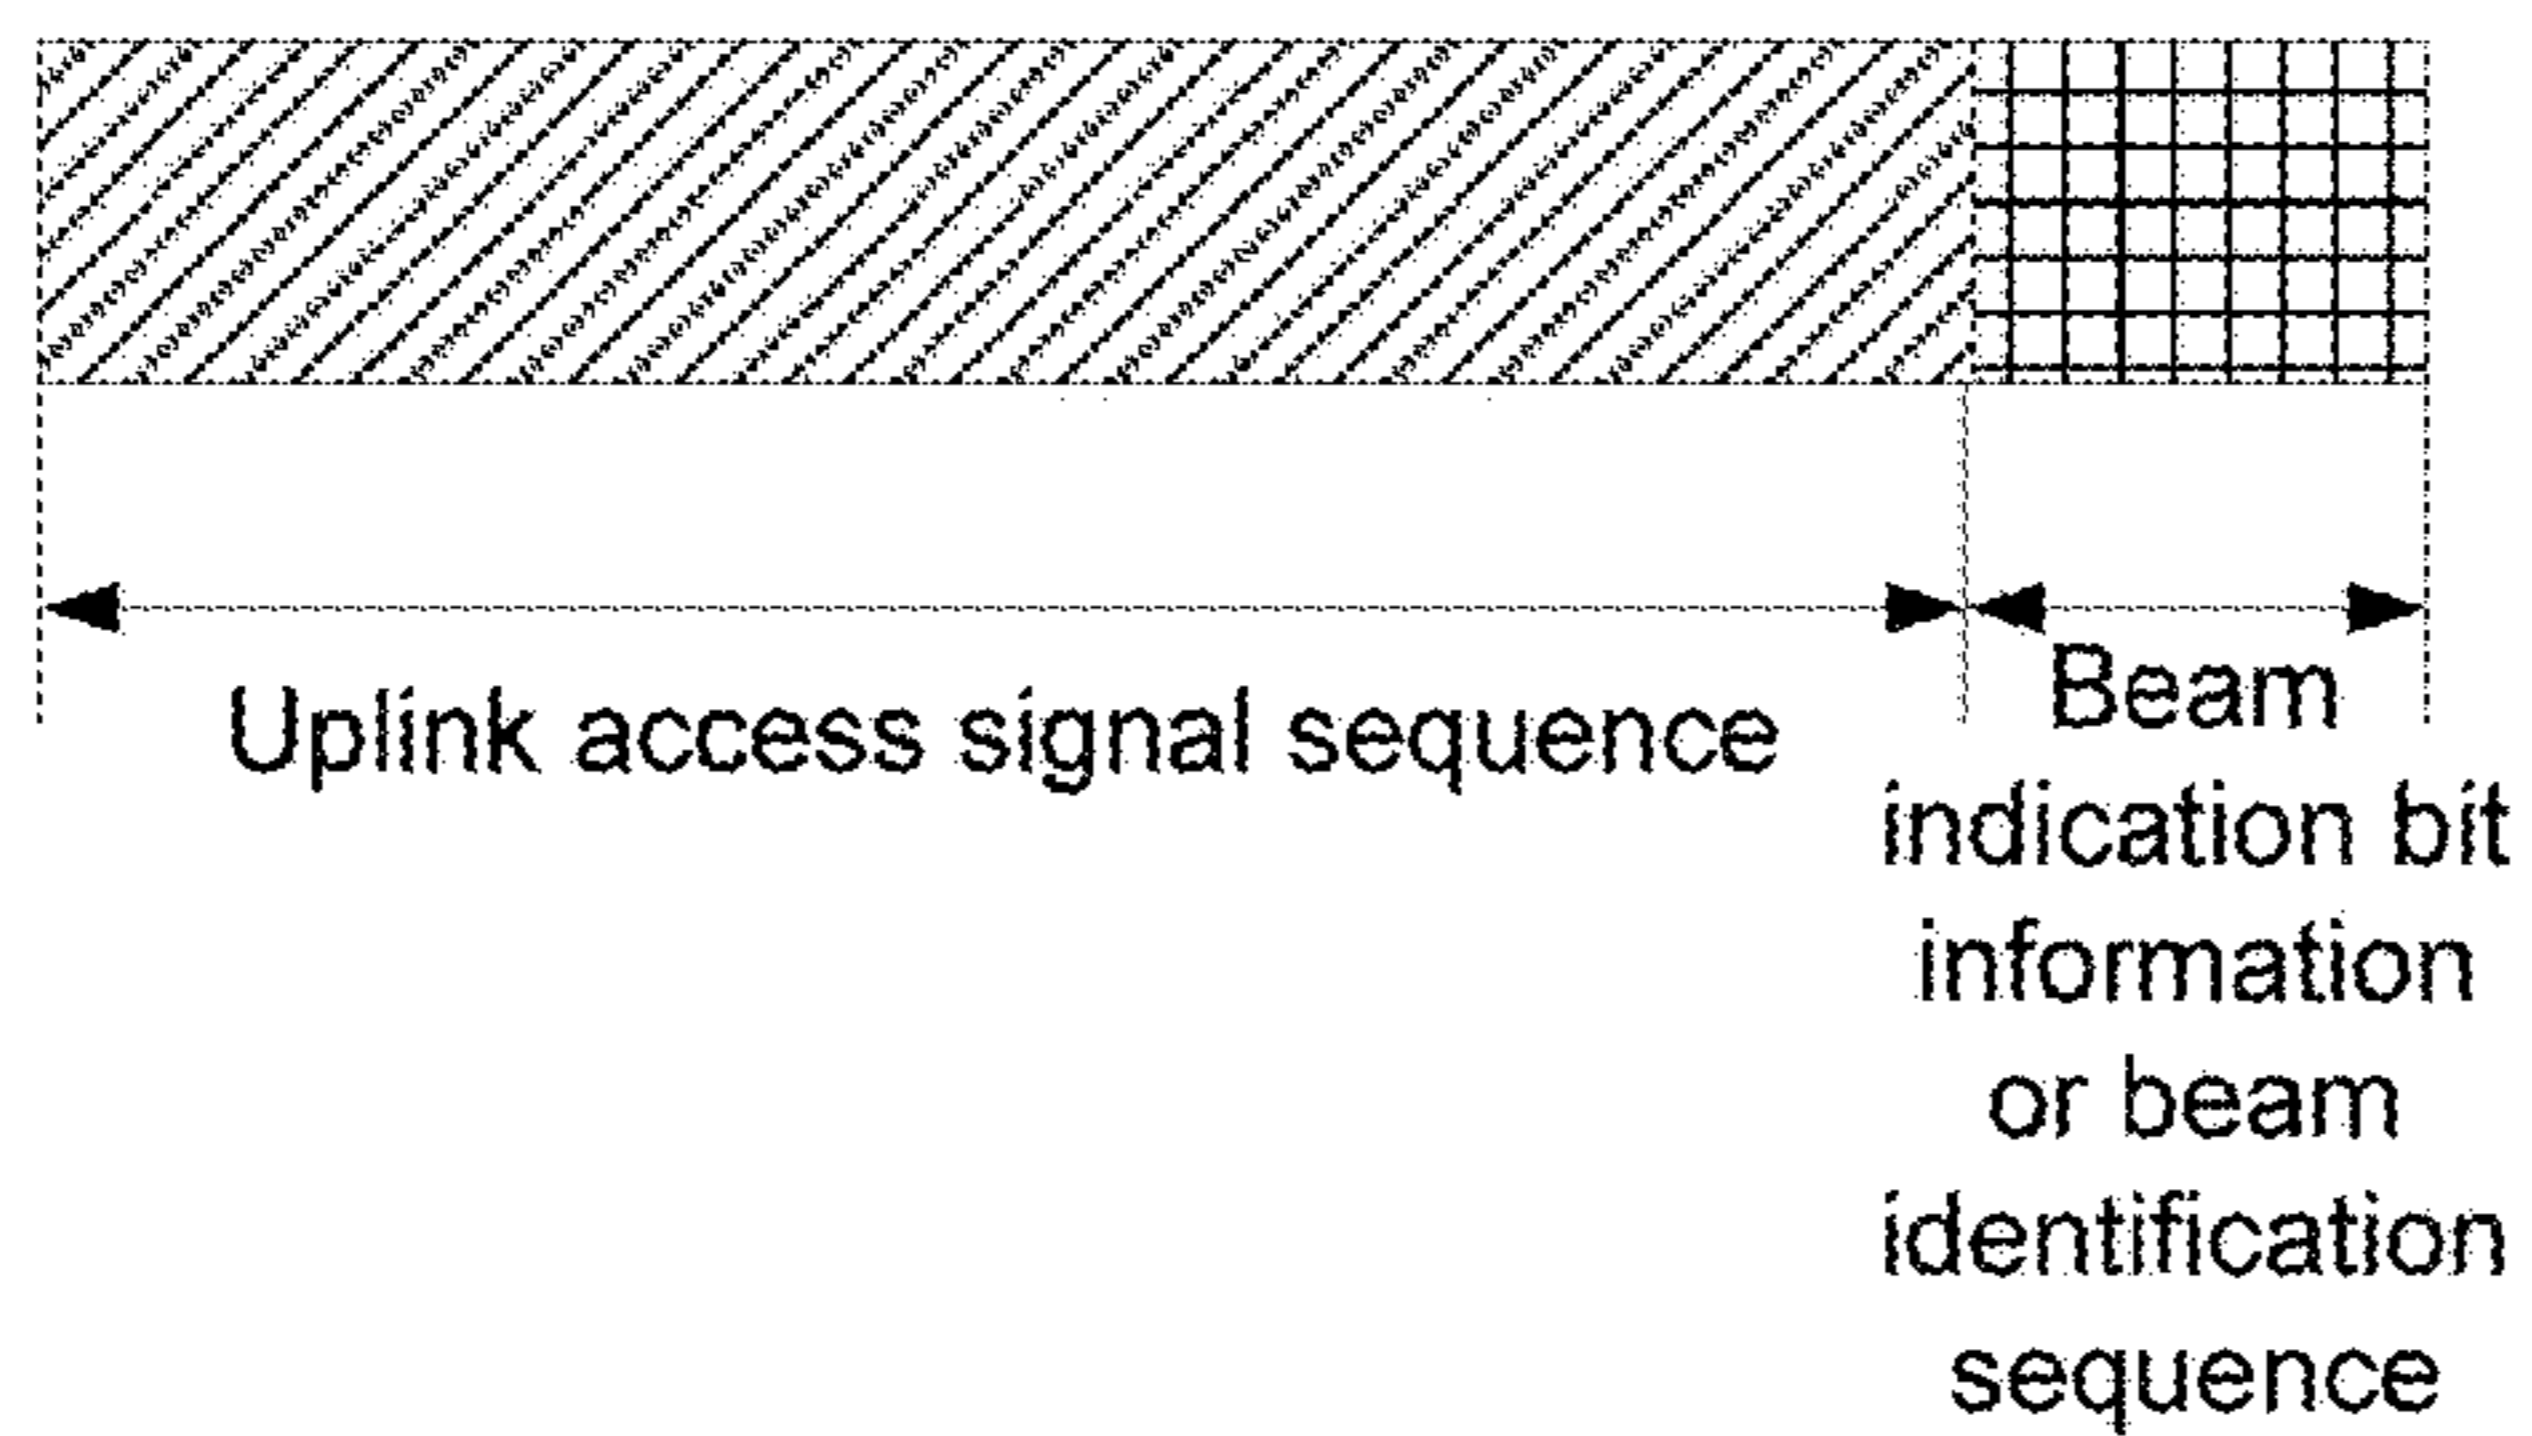 Uplink access signal sequence
Beam
indication bit
information
or beam
identification
sequence